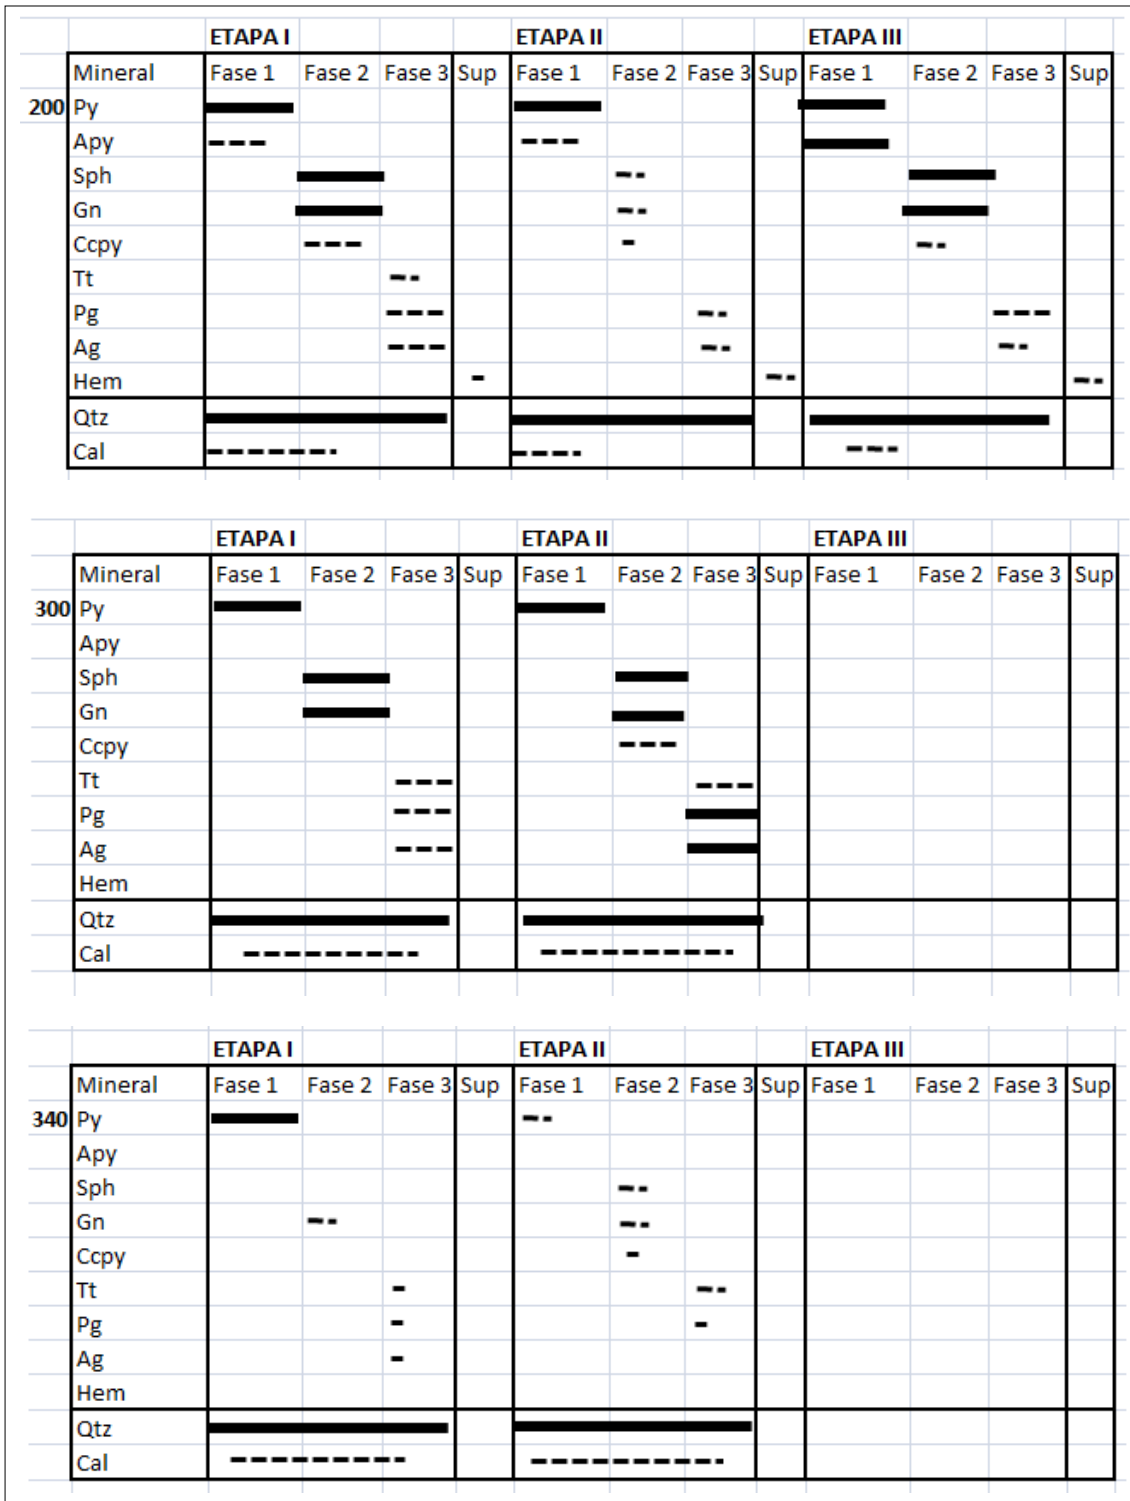 ETAPA I ETAPA II ETAPA III
Mineral Fase 1 Fase 2 Fase 3 Sup Fase 1 Fase 2 Fase 3 Sup Fase 1 Fase 2 Fase 3 Sup
200 Py
Apy
Sph
Gn
Ccpy
Tt
Pg
Ag
Hem
Qtz
Cal
ETAPA I ETAPA II ETAPA III
Mineral Fase 1 Fase 2 Fase 3 Sup Fase 1 Fase 2 Fase 3 Sup Fase 1 Fase 2 Fase 3 Sup
300 Py
Apy
Sph
Gn
Ccpy
Tt
Pg
Ag
Hem
Qtz
Cal
ETAPA I ETAPA II ETAPA III
Mineral Fase 1 Fase 2 Fase 3 Sup Fase 1 Fase 2 Fase 3 Sup Fase 1 Fase 2 Fase 3 Sup
340 Py
Apy
Sph
Gn
Ccpy
Tt
Pg
Ag
Hem
Qtz
Cal